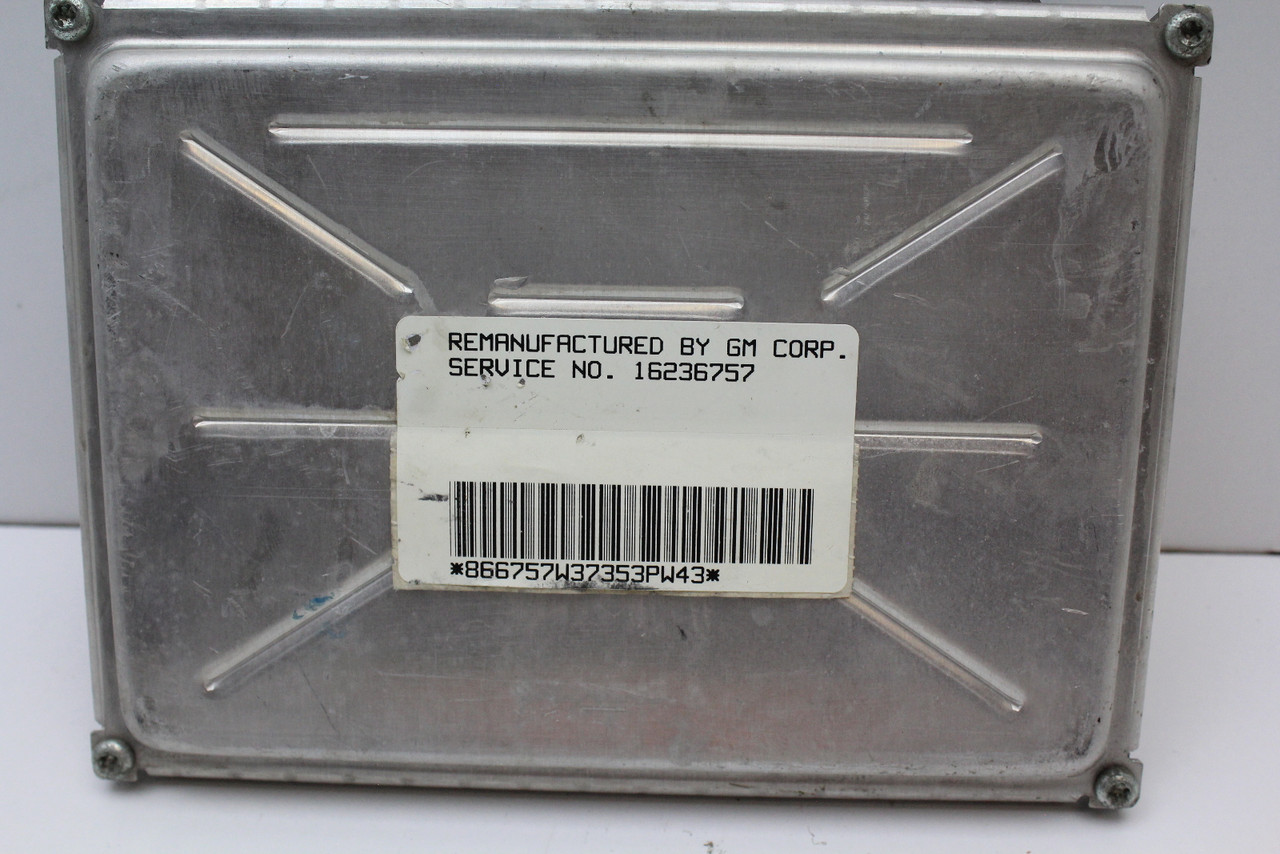 REMANUFACTURED BY GM CORP.
SERVICE NO. 16236757
*866757W37353PW43*